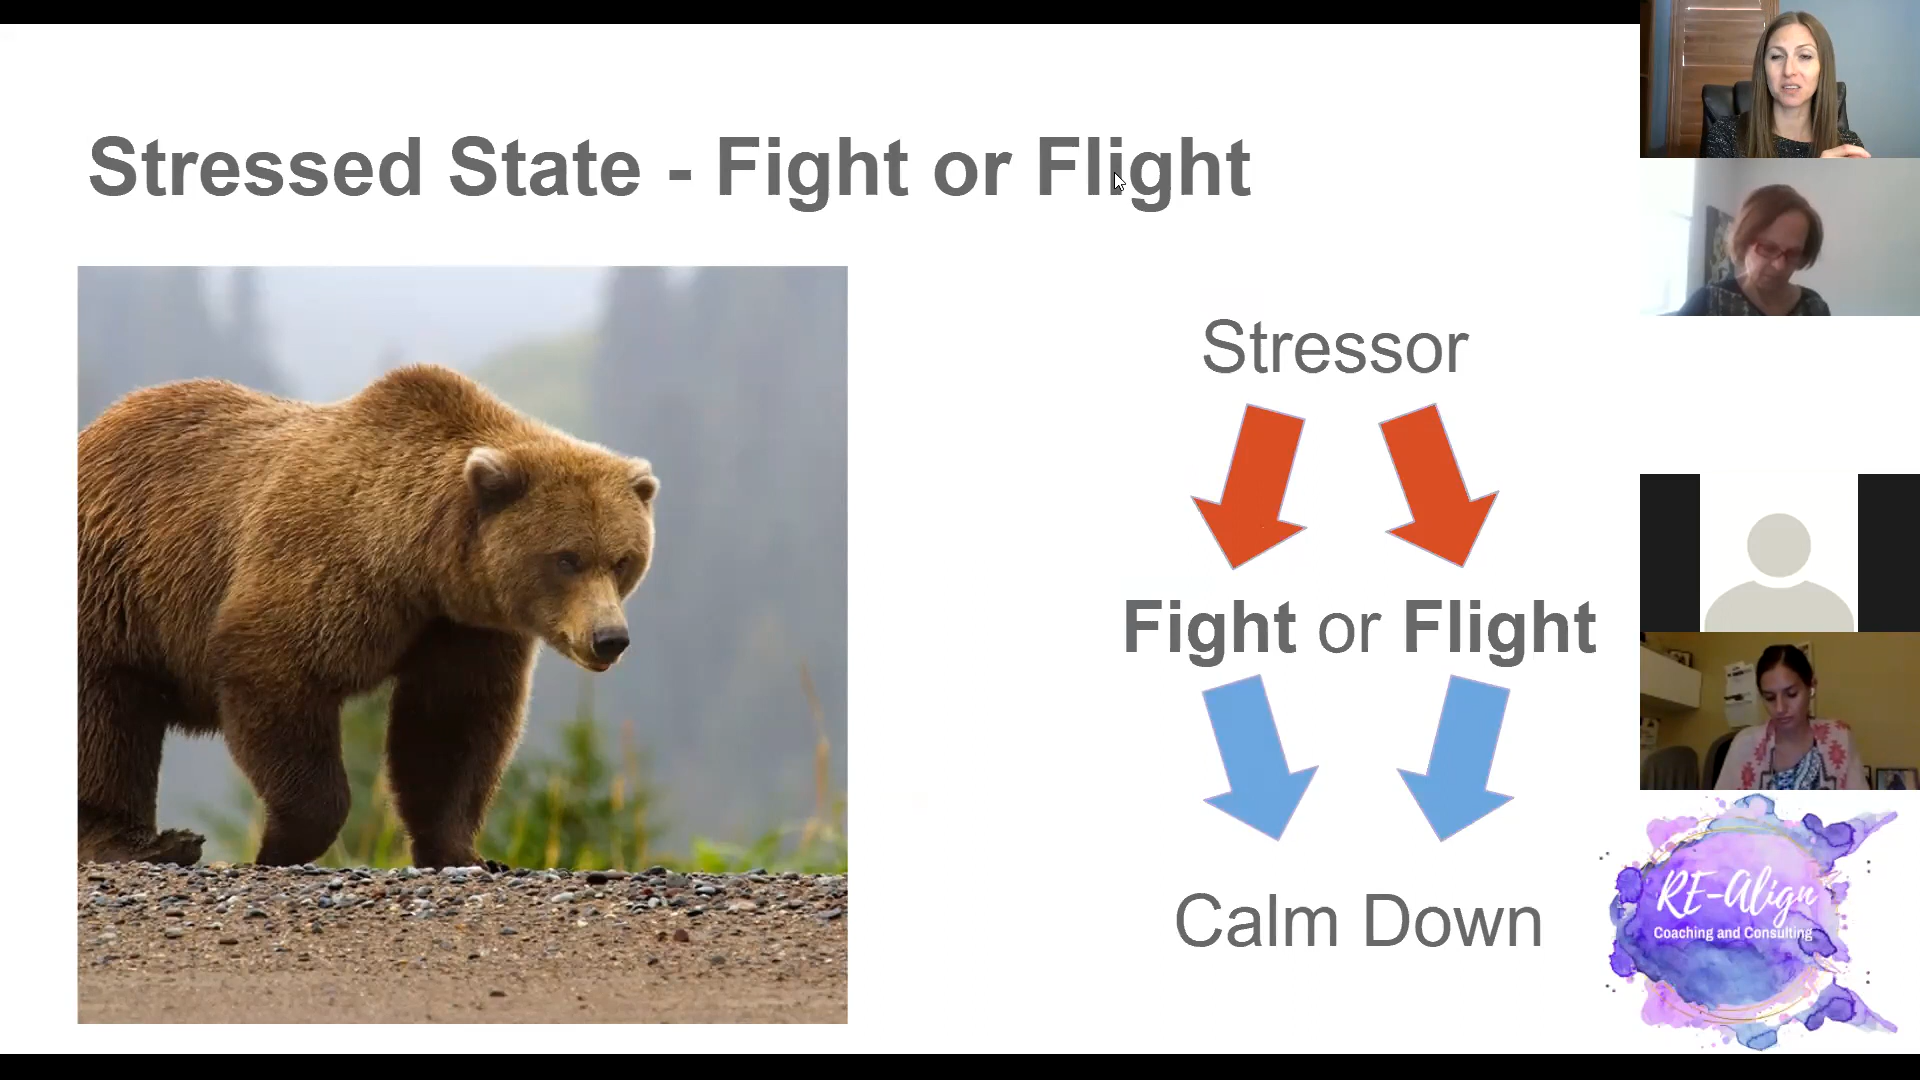 Stressed State - Fight or Flight
Stressor
Fight or Flight
Calm Down
RE-Align
Coaching and Consulting